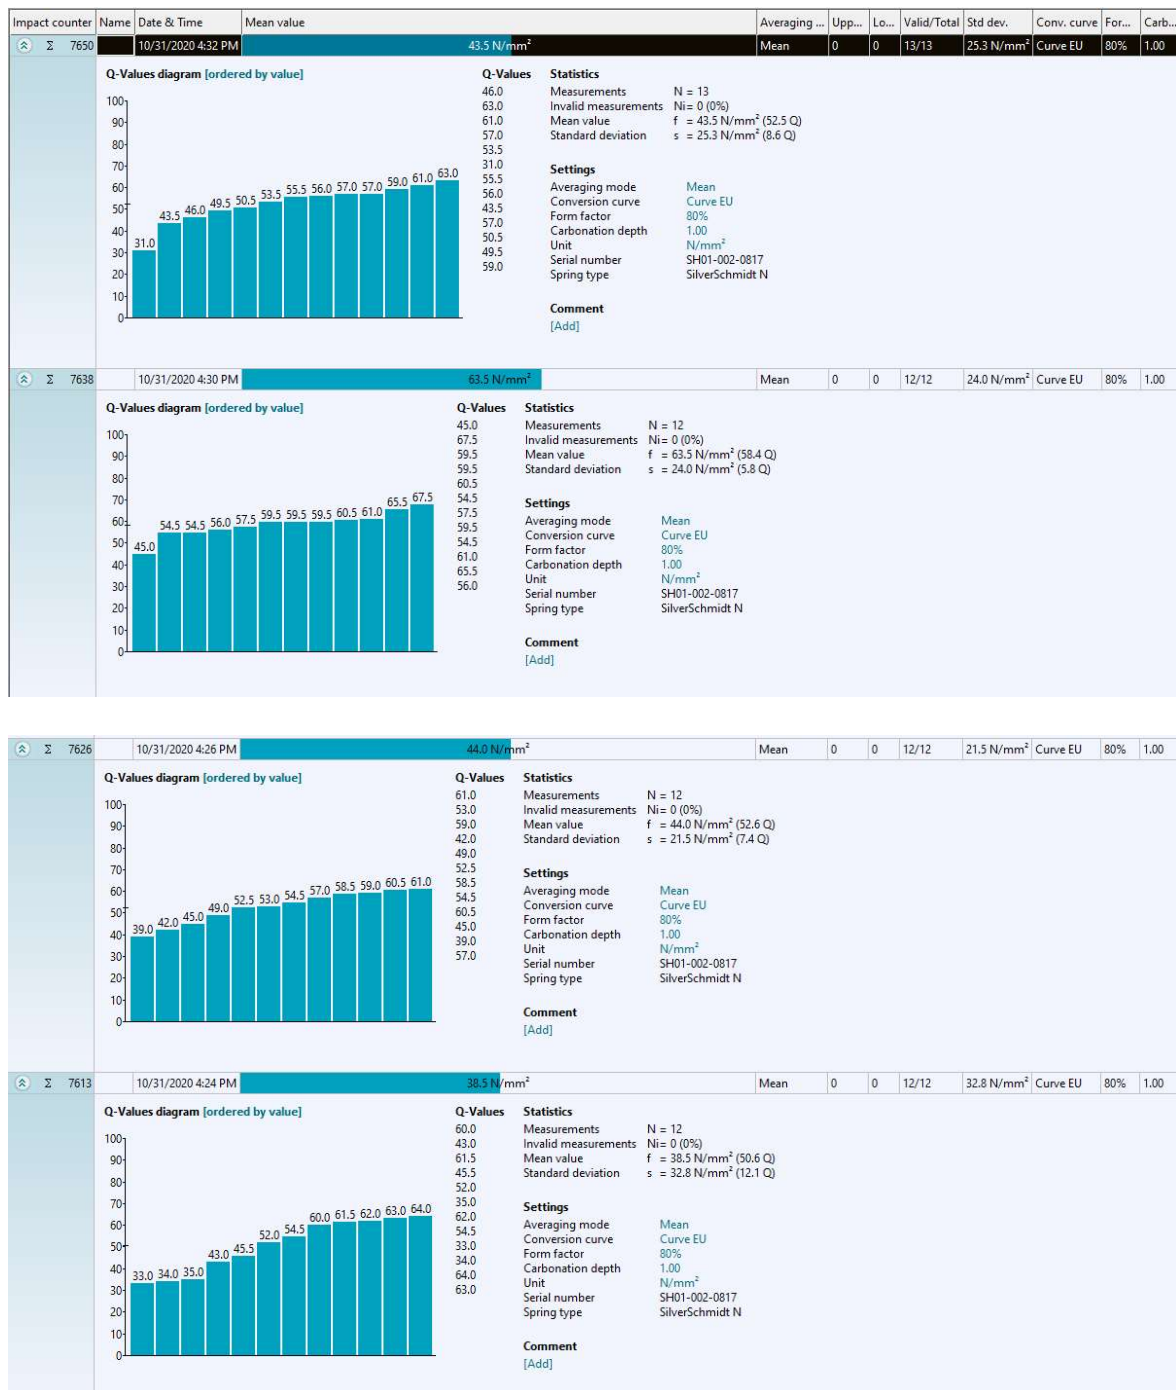 Impact counter Name Date & Time Mean value Averaging ... Upp... Lo... Valid/Total Std dev. Conv. curve For... Carb...
Σ 7650 10/31/2020 4:32 PM 43.5 N/mm² Mean 0 0 13/13 25.3 N/mm² Curve EU 80% 1.00
Q-Values diagram [ordered by value]
100
90
80
70
60
50
40
30
20
10
0
31.0 43.5 46.0 49.5 50.5 53.5 55.5 56.0 57.0 57.0 59.0 61.0 63.0
Q-Values
46.0
63.0
61.0
57.0
53.5
31.0
55.5
56.0
43.5
57.0
50.5
49.5
59.0
Statistics
Measurements N = 13
Invalid measurements Ni= 0 (0%)
Mean value f = 43.5 N/mm² (52.5 Q)
Standard deviation s = 25.3 N/mm² (8.6 Q)
Settings
Averaging mode Mean
Conversion curve Curve EU
Form factor 80%
Carbonation depth 1.00
Unit N/mm²
Serial number SH01-002-0817
Spring type SilverSchmidt N
Comment
[Add]
Σ 7638 10/31/2020 4:30 PM 63.5 N/mm² Mean 0 0 12/12 24.0 N/mm² Curve EU 80% 1.00
Q-Values diagram [ordered by value]
100
90
80
70
60
50
40
30
20
10
0
45.0 54.5 54.5 56.0 57.5 59.5 59.5 59.5 60.5 61.0 65.5 67.5
Q-Values
45.0
67.5
59.5
59.5
60.5
54.5
57.5
59.5
54.5
61.0
65.5
56.0
Statistics
Measurements N = 12
Invalid measurements Ni= 0 (0%)
Mean value f = 63.5 N/mm² (58.4 Q)
Standard deviation s = 24.0 N/mm² (5.8 Q)
Settings
Averaging mode Mean
Conversion curve Curve EU
Form factor 80%
Carbonation depth 1.00
Unit N/mm²
Serial number SH01-002-0817
Spring type SilverSchmidt N
Comment
[Add]
Σ 7626 10/31/2020 4:26 PM 44.0 N/mm² Mean 0 0 12/12 21.5 N/mm² Curve EU 80% 1.00
Q-Values diagram [ordered by value]
100
90
80
70
60
50
40
30
20
10
0
39.0 42.0 45.0 49.0 52.5 53.0 54.5 57.0 58.5 59.0 60.5 61.0
Q-Values
61.0
53.0
59.0
42.0
49.0
52.5
58.5
54.5
60.5
45.0
39.0
57.0
Statistics
Measurements N = 12
Invalid measurements Ni= 0 (0%)
Mean value f = 44.0 N/mm² (52.6 Q)
Standard deviation s = 21.5 N/mm² (7.4 Q)
Settings
Averaging mode Mean
Conversion curve Curve EU
Form factor 80%
Carbonation depth 1.00
Unit N/mm²
Serial number SH01-002-0817
Spring type SilverSchmidt N
Comment
[Add]
Σ 7613 10/31/2020 4:24 PM 38.5 N/mm² Mean 0 0 12/12 32.8 N/mm² Curve EU 80% 1.00
Q-Values diagram [ordered by value]
100
90
80
70
60
50
40
30
20
10
0
33.0 34.0 35.0 43.0 45.5 52.0 54.5 60.0 61.5 62.0 63.0 64.0
Q-Values
60.0
43.0
61.5
45.5
52.0
35.0
62.0
54.5
33.0
34.0
64.0
63.0
Statistics
Measurements N = 12
Invalid measurements Ni= 0 (0%)
Mean value f = 38.5 N/mm² (50.6 Q)
Standard deviation s = 32.8 N/mm² (12.1 Q)
Settings
Averaging mode Mean
Conversion curve Curve EU
Form factor 80%
Carbonation depth 1.00
Unit N/mm²
Serial number SH01-002-0817
Spring type SilverSchmidt N
Comment
[Add]